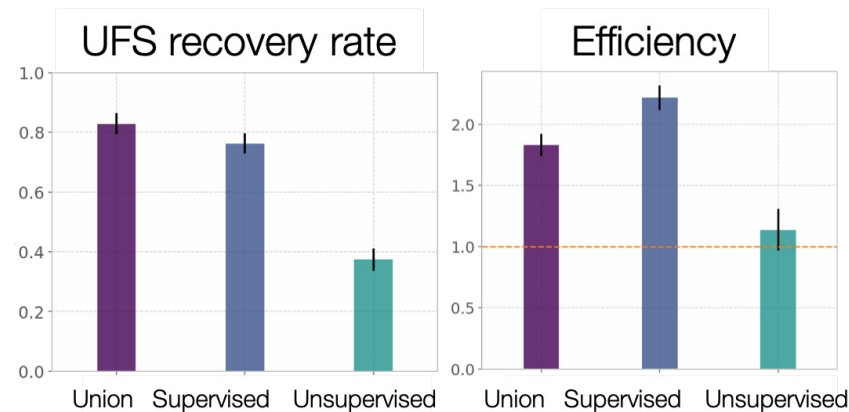 UFS recovery rate
1.0
0.8
0.6
0.4
0.2
0.0
Union Supervised Unsupervised
Efficiency
2.0
1.5
1.0
0.5
0.0
Union Supervised Unsupervised